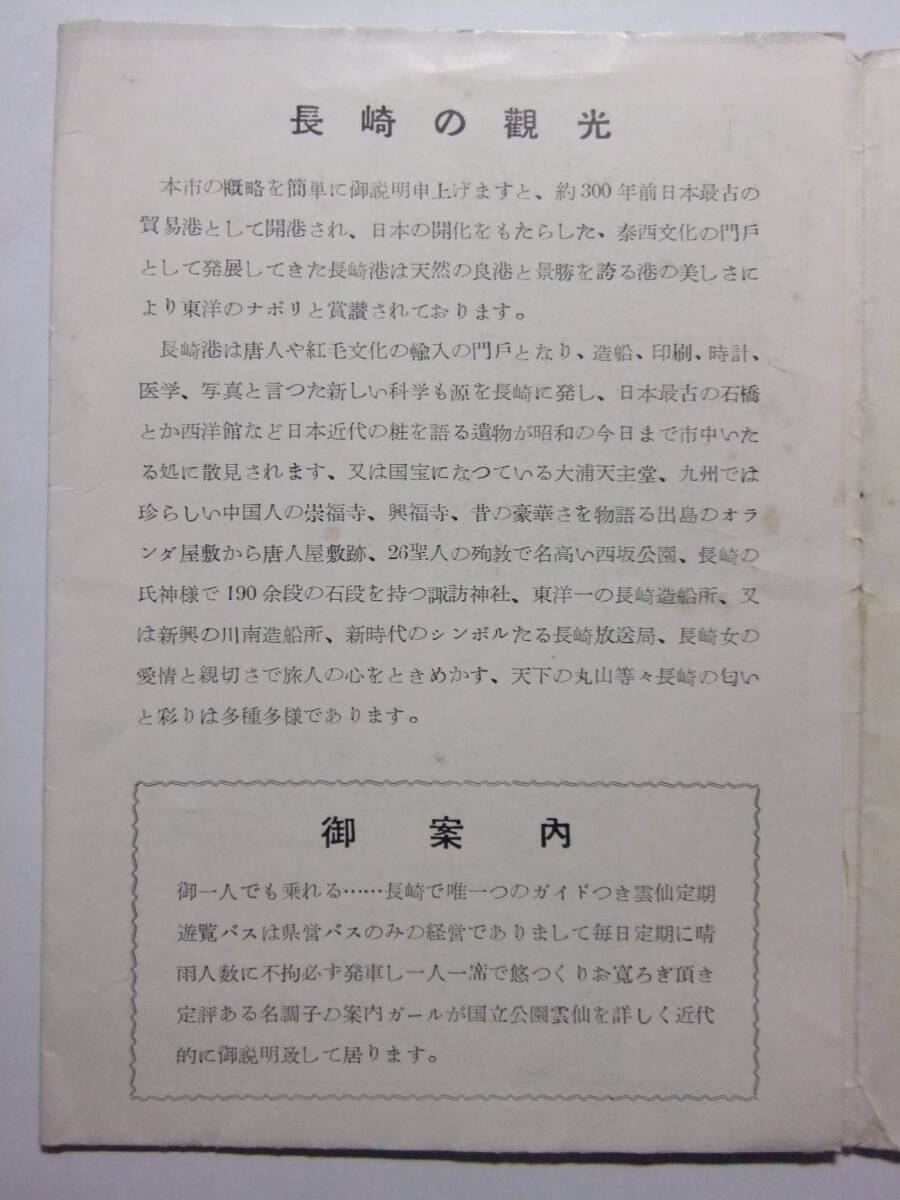 長崎の觀光
本市の概略を簡単に御説明申上げますと、約300年前日本最古の
貿易港として開港され、日本の開化をもたらした、泰西文化の門戸
として発展してきた長崎港は天然の良港と景勝を誇る港の美しさに
より東洋のナポリと賞讃されております。
長崎港は唐人や紅毛文化の輸入の門戸となり、造船、印刷、時計、
医学、写真と言つた新しい科学も源を長崎に発し、日本最古の石橋
とか西洋館など日本近代の粧を語る遺物が昭和の今日まで市中いた
る処に散見されます、又は国宝になつている大浦天主堂、九州では
珍らしい中国人の崇福寺、興福寺、昔の豪華さを物語る出島のオラ
ンダ屋敷から唐人屋敷跡、26聖人の殉教で名高い西坂公園、長崎の
氏神様で190余段の石段を持つ諏訪神社、東洋一の長崎造船所、又
は新興の川南造船所、新時代のシンボルたる長崎放送局、長崎女の
愛情と親切さで旅人の心をときめかす、天下の丸山等々長崎の匂い
と彩りは多種多様であります。
御案內
御一人でも乗れる……長崎で唯一つのガイドつき雲仙定期
遊覧バスは県営バスのみの経営でありまして毎日定期に晴
雨人数に不拘必す発車し一人一席で悠つくりお寛ろぎ頂き
定評ある名調子の案内ガールが国立公園雲仙を詳しく近代
的に御説明致して居ります。